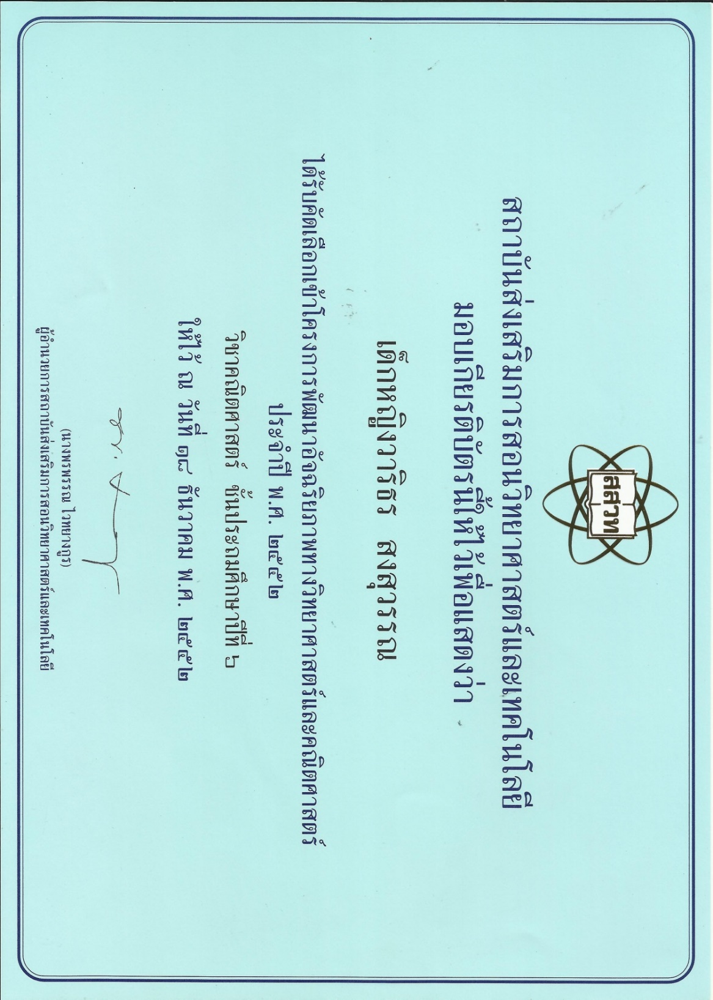 สสวท
สถาบันส่งเสริมการสอนวิทยาศาสตร์และเทคโนโลยี
มอบเกียรติบัตรนี้ให้ไว้เพื่อแสดงว่า
เด็กหญิงวาริธร สงสุวรรณ
ได้รับคัดเลือกเข้าโครงการพัฒนาอัจฉริยภาพทางวิทยาศาสตร์และคณิตศาสตร์
ประจำปี พ.ศ. ๒๕๕๒
วิชาคณิตศาสตร์ ชั้นประถมศึกษาปีที่ ๖
ให้ไว้ ณ วันที่ ๑๘ ธันวาคม พ.ศ. ๒๕๕๒
(นางพรพรรณ ไวทยางกูร)
ผู้อำนวยการสถาบันส่งเสริมการสอนวิทยาศาสตร์และเทคโนโลยี